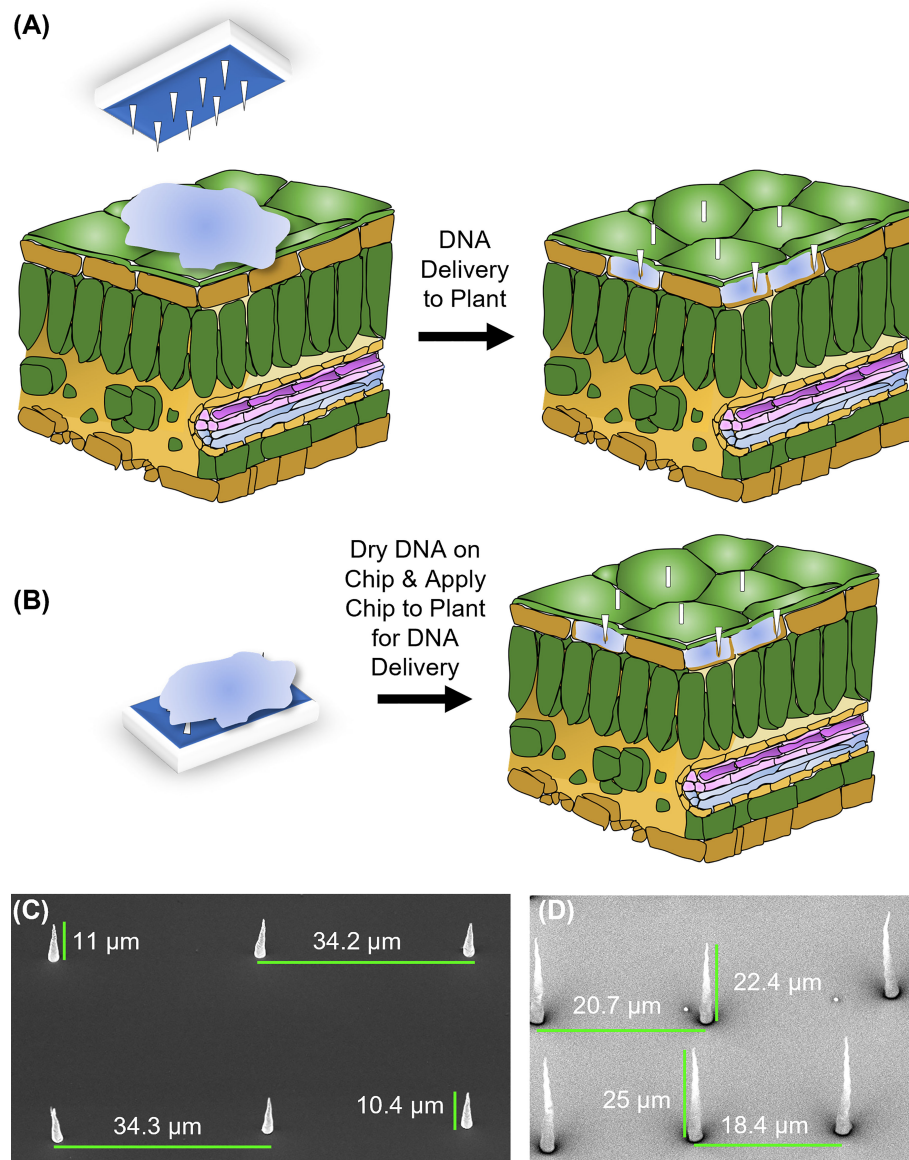 (A)
DNA
Delivery
to Plant
(B)
Dry DNA on
Chip & Apply
Chip to Plant
for DNA
Delivery
(C)
11 µm
34.2 µm
34.3 µm
10.4 µm
(D)
20.7 µm
22.4 µm
25 µm
18.4 µm